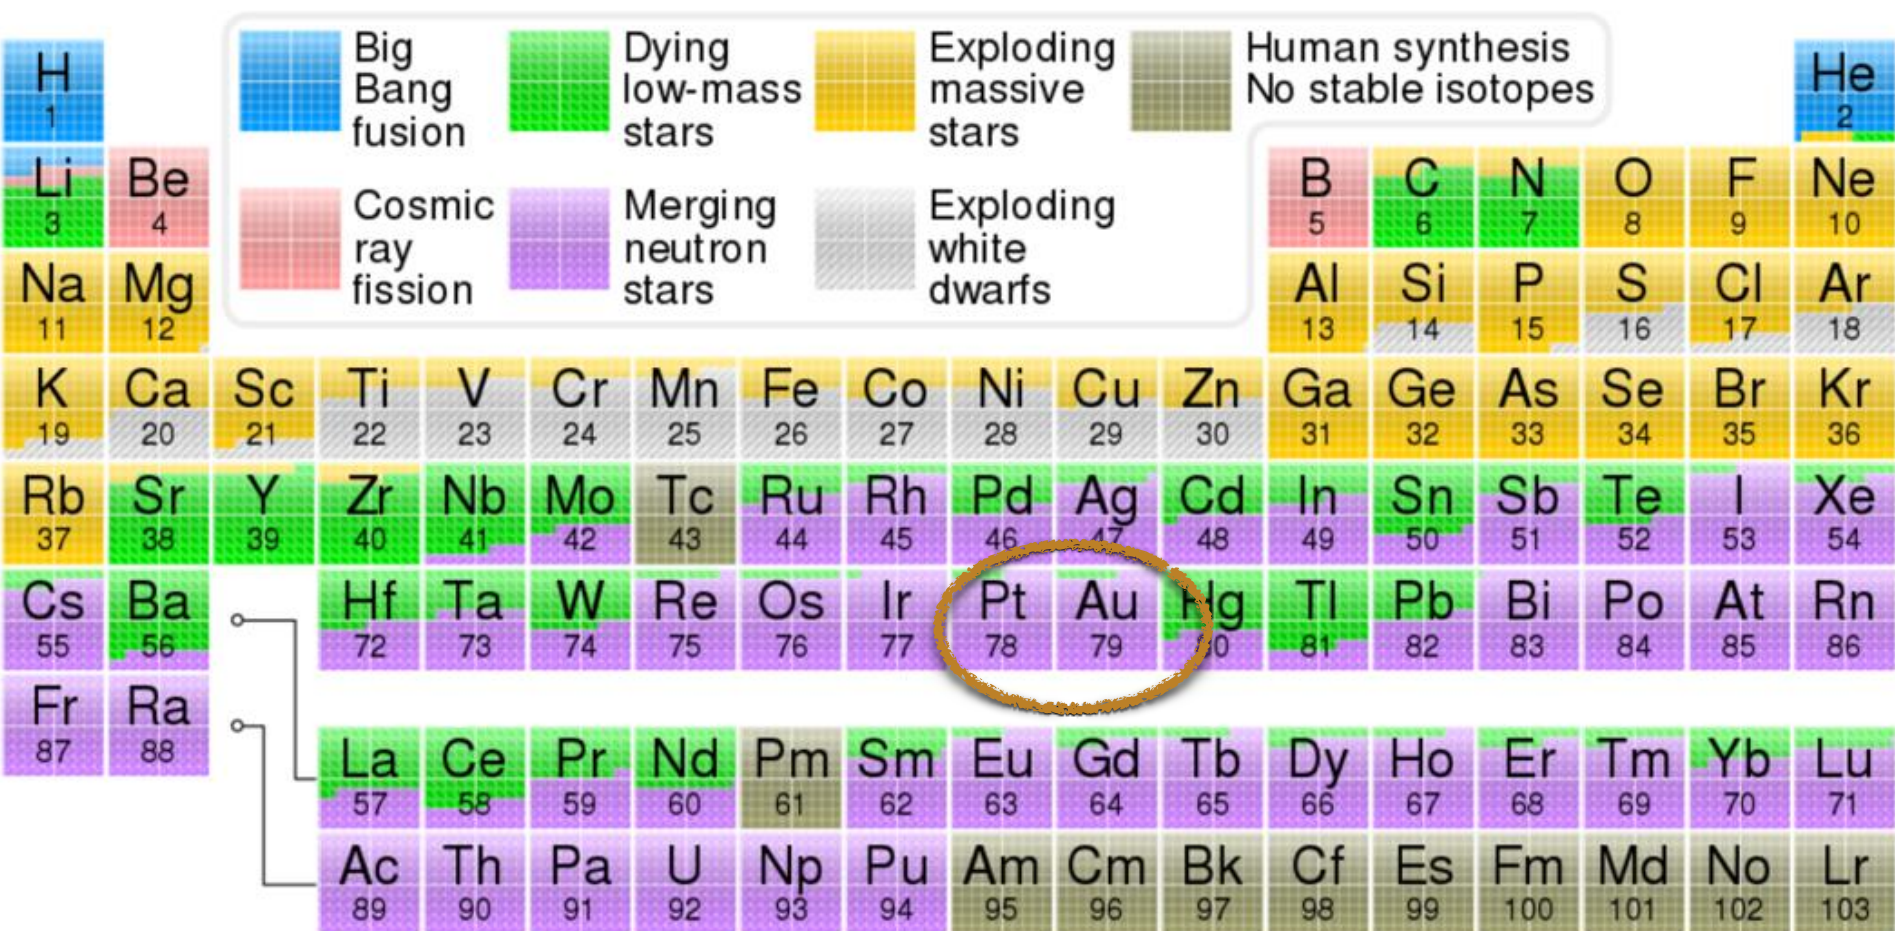 H
1
Big
Bang
fusion
Dying
low-mass
stars
Exploding
massive
stars
Human synthesis
No stable isotopes
He
2
Li
3
Be
4
Cosmic
ray
fission
Merging
neutron
stars
Exploding
white
dwarfs
B C N O F Ne
5 6 7 8 9 10
Na Mg
11 12
Al Si P S Cl Ar
13 14 15 16 17 18
K Ca Sc Ti V Cr Mn Fe Co Ni Cu Zn Ga Ge As Se Br Kr
19 20 21 22 23 24 25 26 27 28 29 30 31 32 33 34 35 36
Rb Sr Y Zr Nb Mo Tc Ru Rh Pd Ag Cd In Sn Sb Te I Xe
37 38 39 40 41 42 43 44 45 46 47 48 49 50 51 52 53 54
Cs Ba Hf Ta W Re Os Ir Pt Au Hg Tl Pb Bi Po At Rn
55 56 72 73 74 75 76 77 78 79 80 81 82 83 84 85 86
Fr Ra
87 88
La Ce Pr Nd Pm Sm Eu Gd Tb Dy Ho Er Tm Yb Lu
57 58 59 60 61 62 63 64 65 66 67 68 69 70 71
Ac Th Pa U Np Pu Am Cm Bk Cf Es Fm Md No Lr
89 90 91 92 93 94 95 96 97 98 99 100 101 102 103